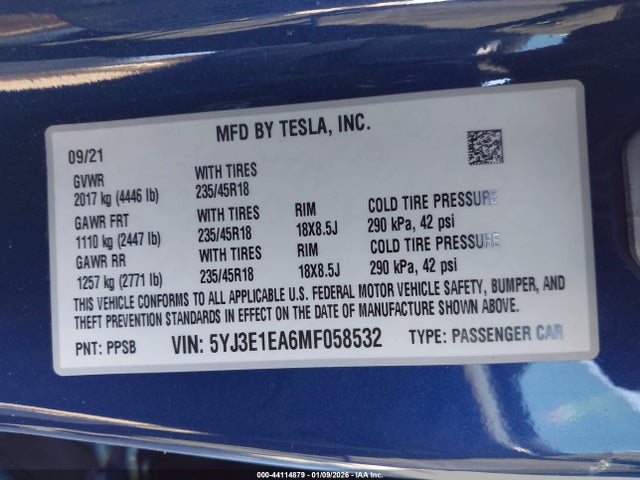 MFD BY TESLA, INC.
09/21
GVWR WITH TIRES
2017 kg (4446 lb) 235/45R18
GAWR FRT WITH TIRES RIM COLD TIRE PRESSURE
1110 kg (2447 lb) 235/45R18 18X8.5J 290 kPa, 42 psi
GAWR RR WITH TIRES RIM COLD TIRE PRESSURE
1257 kg (2771 lb) 235/45R18 18X8.5J 290 kPa, 42 psi
THIS VEHICLE CONFORMS TO ALL APPLICABLE U.S. FEDERAL MOTOR VEHICLE SAFETY, BUMPER, AND
THEFT PREVENTION STANDARDS IN EFFECT ON THE DATE OF MANUFACTURE SHOWN ABOVE.
PNT: PPSB VIN: 5YJ3E1EA6MF058532 TYPE: PASSENGER CAR
000-44114879 - 01/09/2026 - IAA Inc.